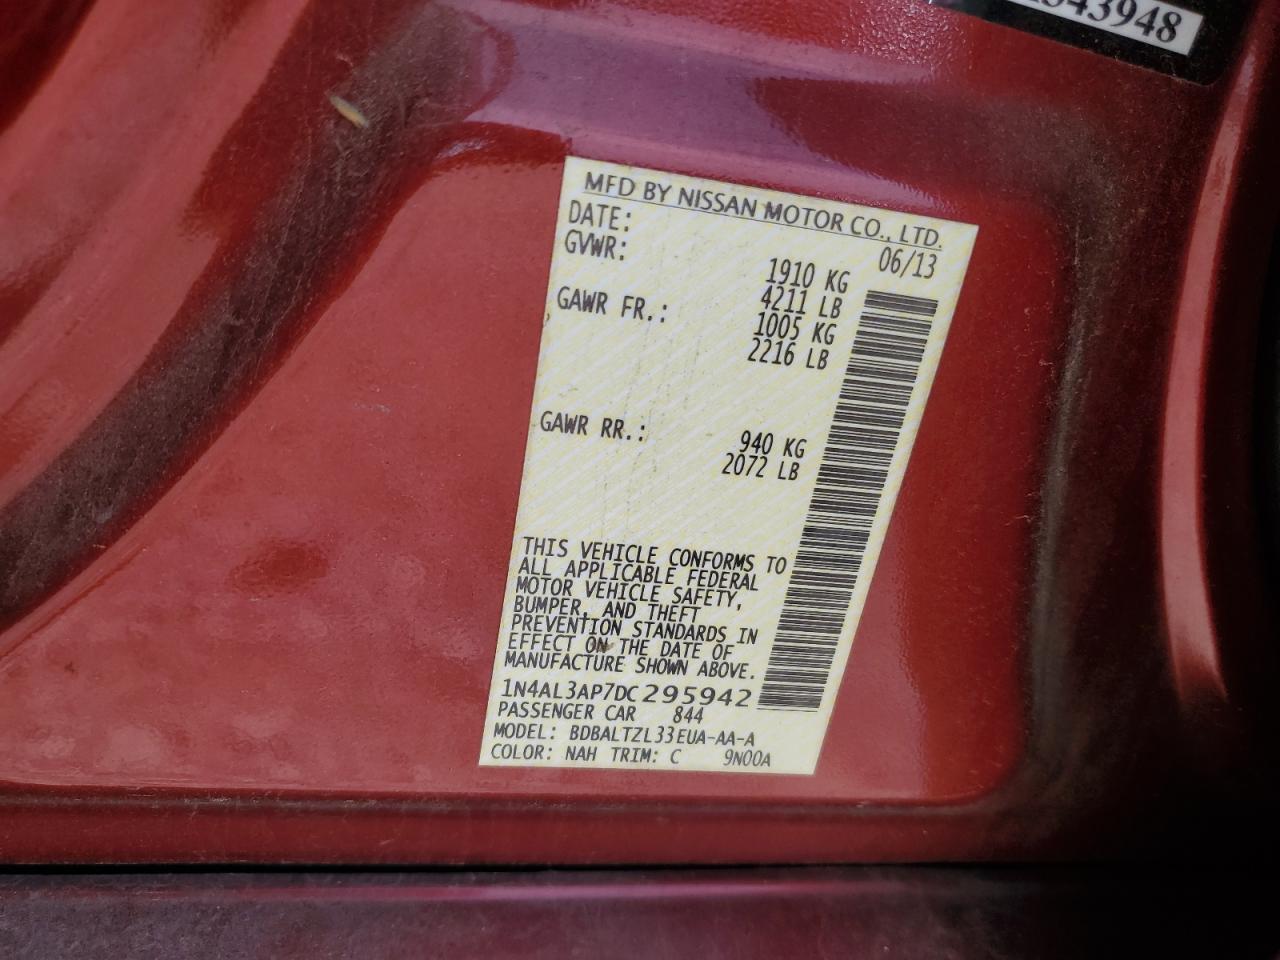 43948
MFD BY NISSAN MOTOR CO., LTD.
DATE: 06/13
GVWR: 1910 KG
4211 LB
GAWR FR.: 1005 KG
2216 LB
GAWR RR.: 940 KG
2072 LB
THIS VEHICLE CONFORMS TO
ALL APPLICABLE FEDERAL
MOTOR VEHICLE SAFETY,
BUMPER, AND THEFT
PREVENTION STANDARDS IN
EFFECT ON THE DATE OF
MANUFACTURE SHOWN ABOVE.
1N4AL3AP7DC295942
PASSENGER CAR 844
MODEL: BDBALTZL33EUA-AA-A
COLOR: NAH TRIM: C 9N00A